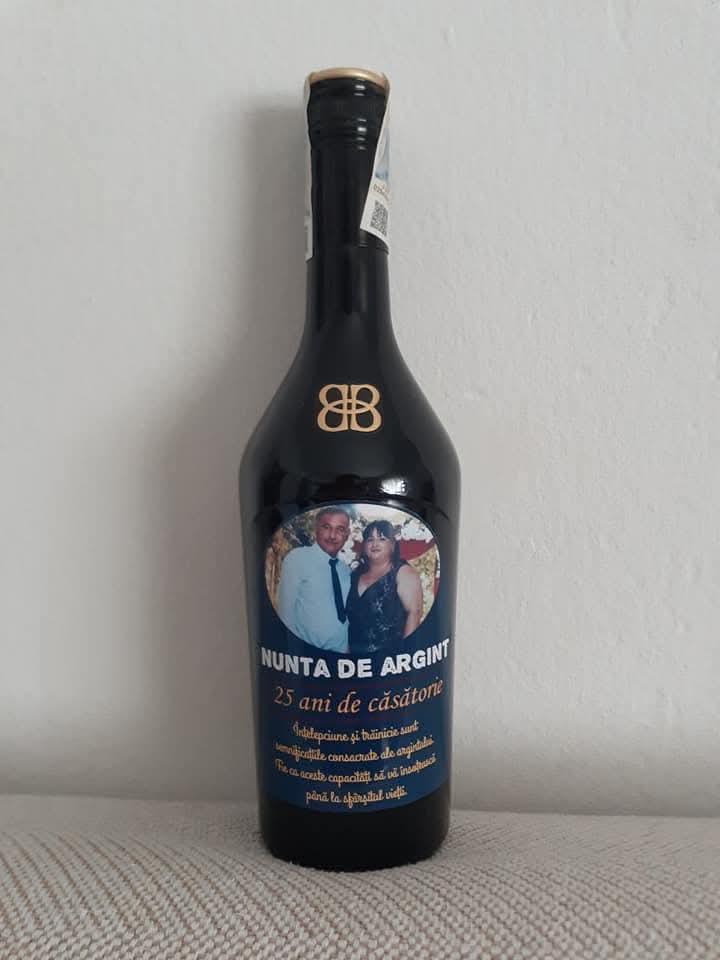 BB
NUNTA DE ARGINT
25 ani de căsătorie
Înțelepciune și trăinicie sunt
semnificațiile consacrate ale argintului
Fie ca aceste capacități să vă însoțească
până la sfârșitul vieții.